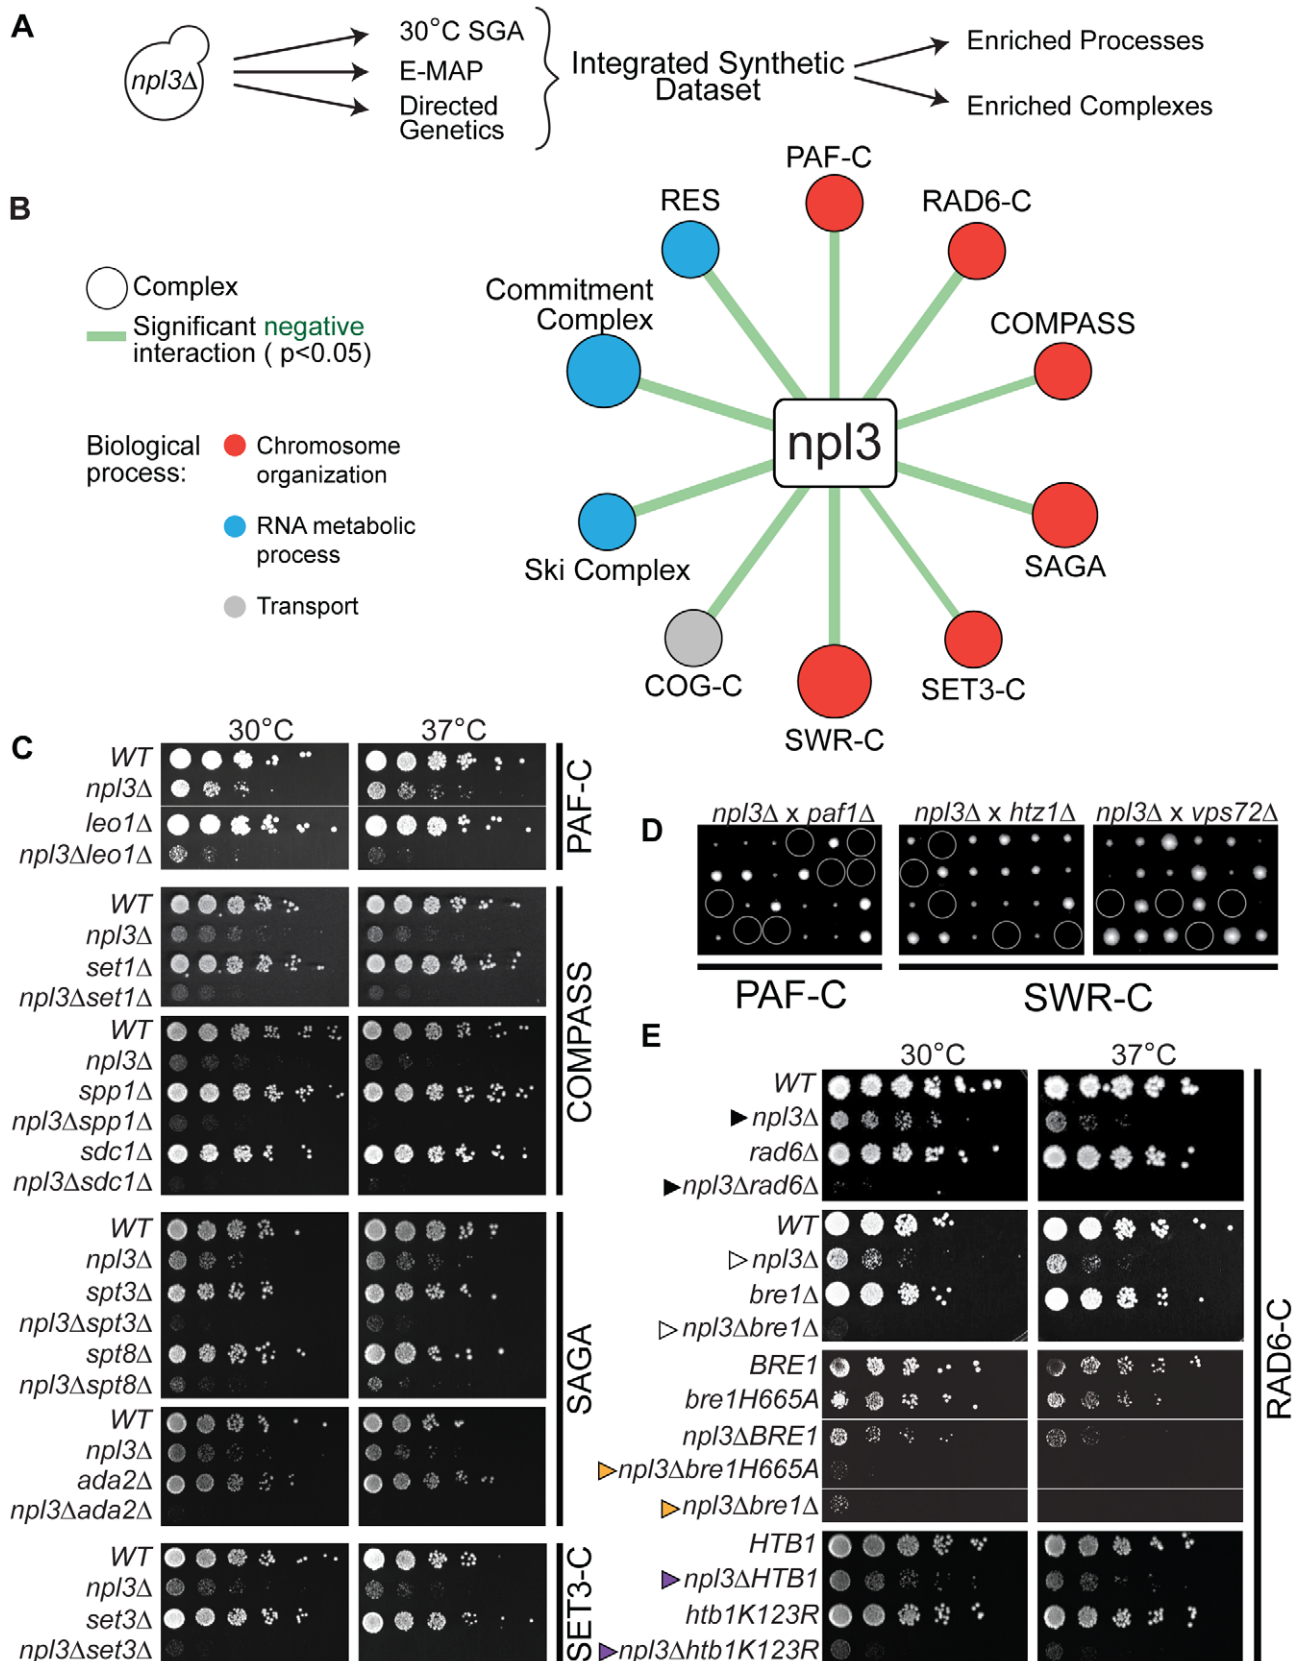 A
npl3Δ
30°C SGA
E-MAP
Directed
Genetics
Integrated Synthetic
Dataset
Enriched Processes
Enriched Complexes
B
Complex
Significant negative
interaction ( p<0.05)
Biological
process:
Chromosome
organization
RNA metabolic
process
Transport
PAF-C
RES
RAD6-C
Commitment
Complex
COMPASS
npl3
Ski Complex
SAGA
COG-C
SET3-C
SWR-C
C
30°C
37°C
WT
npl3Δ
leo1Δ
npl3Δleo1Δ
PAF-C
WT
npl3Δ
set1Δ
npl3Δset1Δ
WT
npl3Δ
spp1Δ
npl3Δspp1Δ
sdc1Δ
npl3Δsdc1Δ
COMPASS
WT
npl3Δ
spt3Δ
npl3Δspt3Δ
spt8Δ
npl3Δspt8Δ
WT
npl3Δ
ada2Δ
npl3Δada2Δ
SAGA
WT
npl3Δ
set3Δ
npl3Δset3Δ
SET3-C
D
npl3Δ x paf1Δ
npl3Δ x htz1Δ
npl3Δ x vps72Δ
PAF-C
SWR-C
E
30°C
37°C
WT
npl3Δ
rad6Δ
npl3Δrad6Δ
WT
npl3Δ
bre1Δ
npl3Δbre1Δ
BRE1
bre1H665A
npl3ΔBRE1
npl3Δbre1H665A
npl3Δbre1Δ
HTB1
npl3ΔHTB1
htb1K123R
npl3Δhtb1K123R
RAD6-C